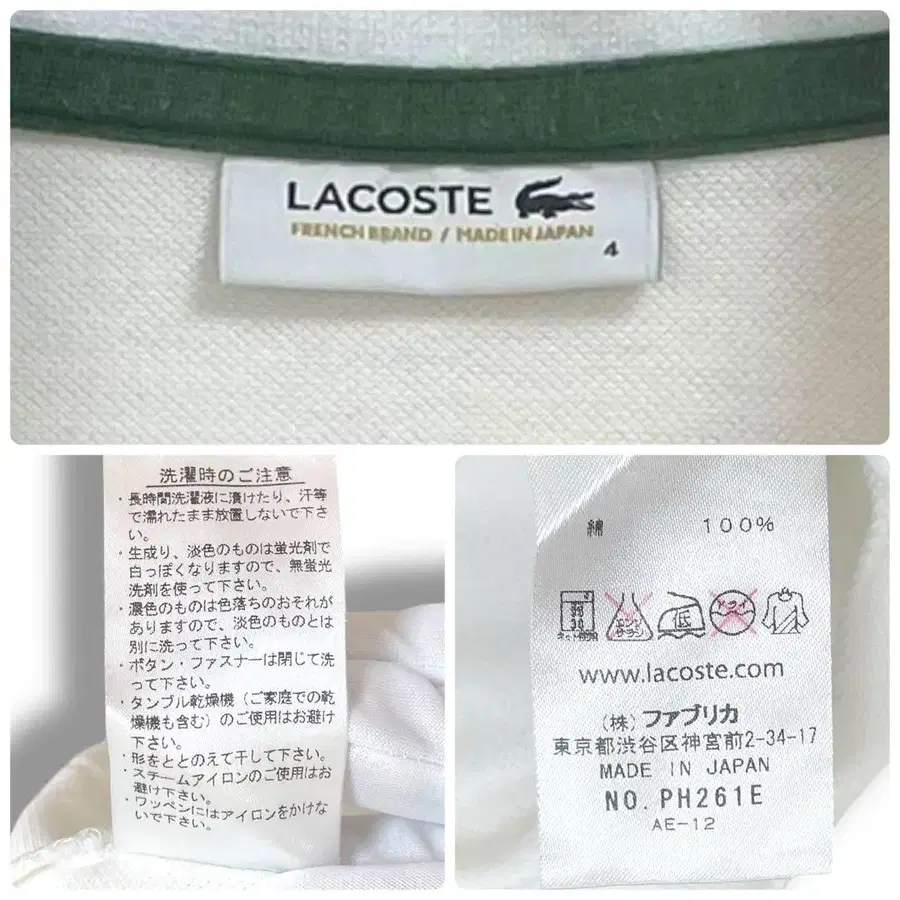 LACOSTE
FRENCH BRAND / MADE IN JAPAN
4
洗濯時のご注意
・長時間洗濯液に漬けたり、汗等
で濡れたまま放置しないで下さ
い。
・生成り、淡色のものは蛍光剤で
白っぽくなりますので、無蛍光
洗剤を使って下さい。
・濃色のものは色落ちのおそれが
ありますので、淡色のものとは
別に洗って下さい。
・ボタン・ファスナーは閉じて洗
って下さい。
・タンブル乾燥機（ご家庭での乾
燥機も含む）のご使用はお避け
下さい。
・形をととのえて干して下さい。
・スチームアイロンのご使用はお
避け下さい。
・ワッペンにはアイロンをかけな
いで下さい。
綿 100%
エンソ
サラシ
低
ドライ
www.lacoste.com
(株) ファブリカ
東京都渋谷区神宮前2-34-17
MADE IN JAPAN
NO. PH261E
AE-12